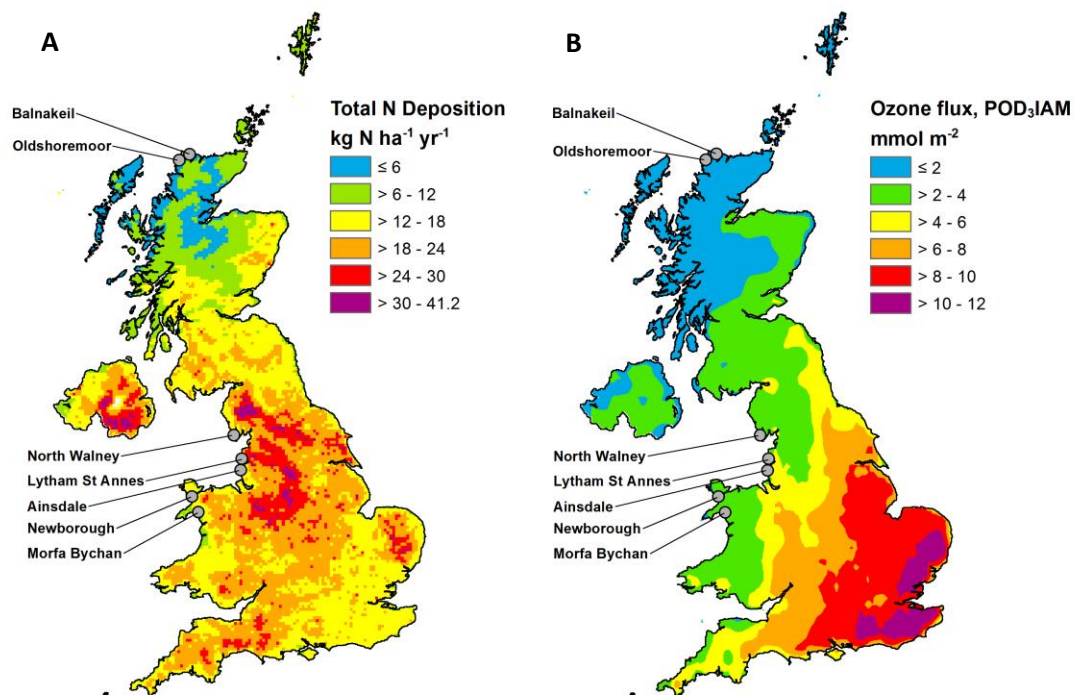 A
Balnakeil
Oldshoremoor
Total N Deposition
kg N ha⁻¹ yr⁻¹
≤ 6
> 6 - 12
> 12 - 18
> 18 - 24
> 24 - 30
> 30 - 41.2
North Walney
Lytham St Annes
Ainsdale
Newborough
Morfa Bychan
B
Balnakeil
Oldshoremoor
Ozone flux, POD₃IAM
mmol m⁻²
≤ 2
> 2 - 4
> 4 - 6
> 6 - 8
> 8 - 10
> 10 - 12
North Walney
Lytham St Annes
Ainsdale
Newborough
Morfa Bychan